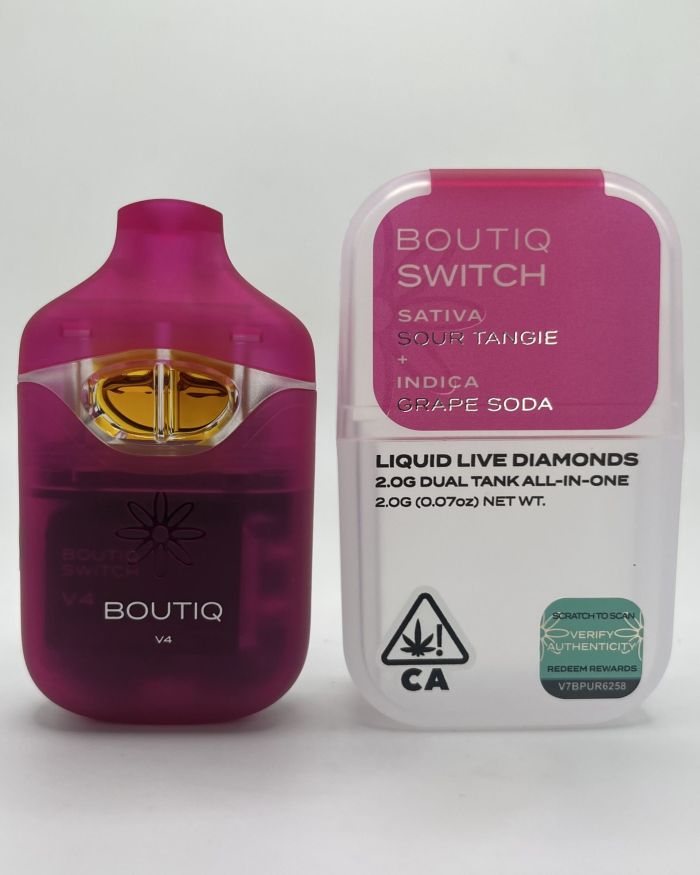 BOUTIQ
SWITCH
V4
BOUTIQ
V4
BOUTIQ
SWITCH
SATIVA
SOUR TANGIE
+
INDICA
GRAPE SODA
LIQUID LIVE DIAMONDS
2.0G DUAL TANK ALL-IN-ONE
2.0G (0.07oz) NET WT.
!
CA
SCRATCH TO SCAN
VERIFY
AUTHENTICITY
REDEEM REWARDS
V7BPUR6258